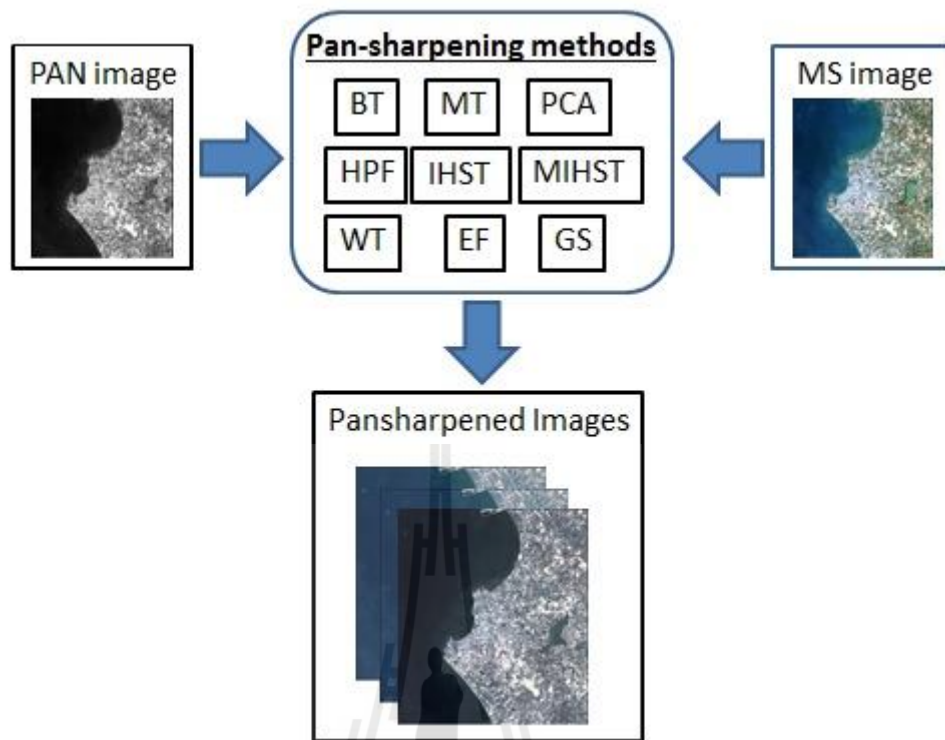 PAN image
Pan-sharpening methods
BT MT PCA
HPF IHST MIHST
WT EF GS
MS image
Pansharpened Images